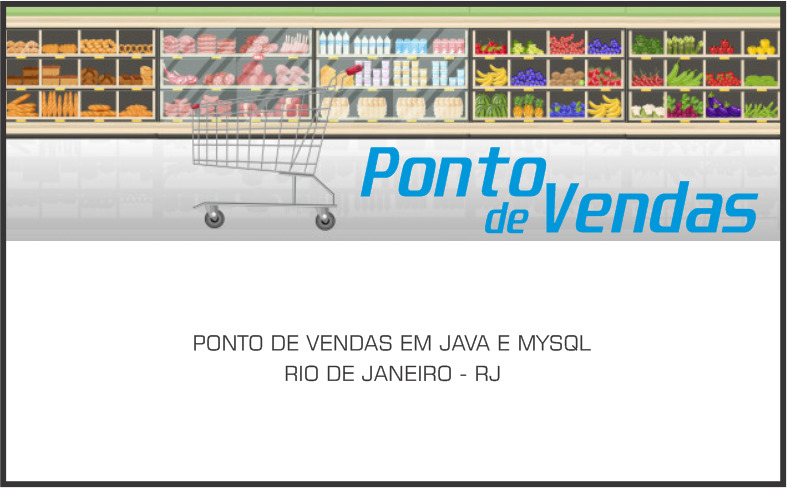 Ponto
de Vendas
PONTO DE VENDAS EM JAVA E MYSQL
RIO DE JANEIRO - RJ